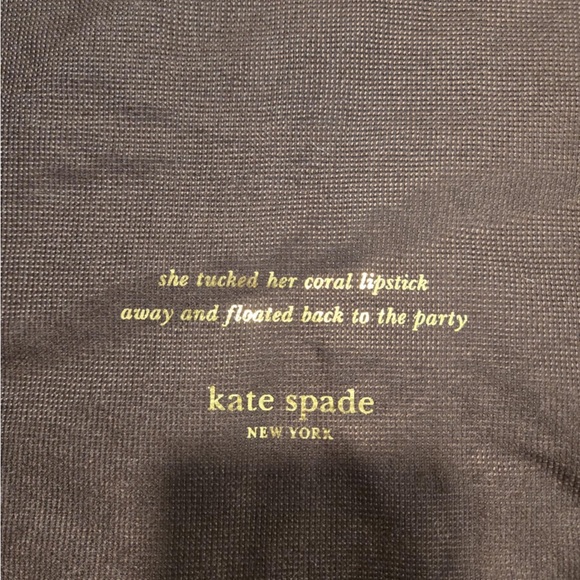 she tucked her coral lipstick
away and floated back to the party
kate spade
NEW YORK